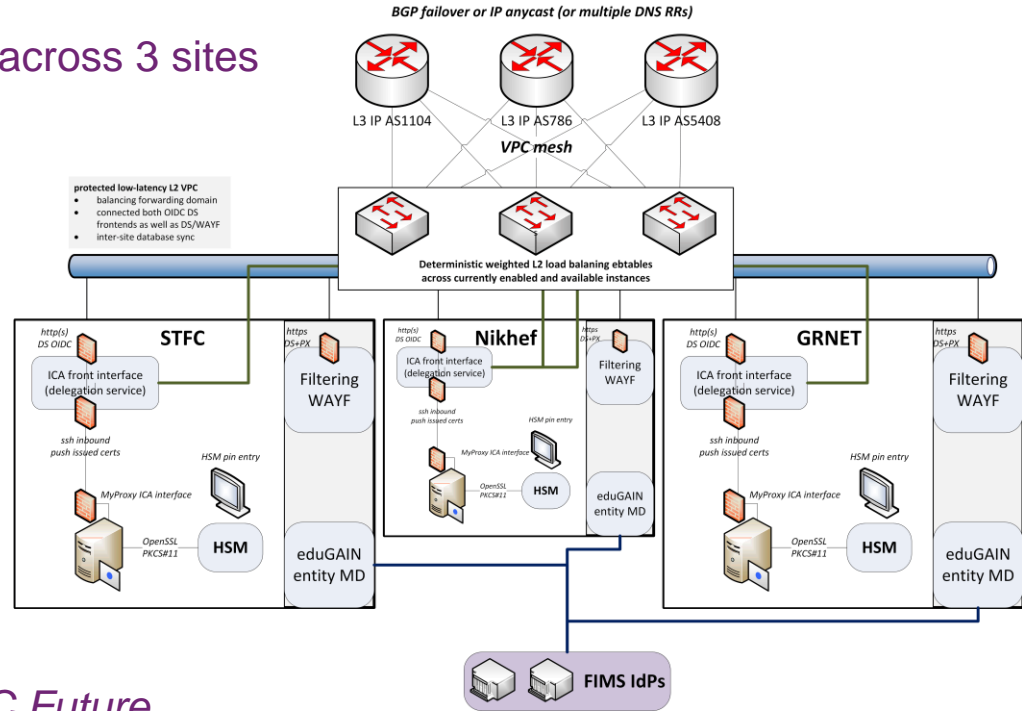 BGP failover or IP anycast (or multiple DNS RRs)
across 3 sites
L3 IP AS1104
L3 IP AS786
L3 IP AS5408
VPC mesh
protected low-latency L2 VPC
• balancing forwarding domain
• connected both OIDC DS
frontends as well as DS/WAYF
• inter-site database sync
Deterministic weighted L2 load balaning ebtables
across currently enabled and available instances
http(s)
DS OIDC
STFC
https
DS+PX
ICA front interface
(delegation service)
Filtering
WAYF
ssh inbound
push issued certs
HSM pin entry
MyProxy ICA interface
OpenSSL
PKCS#11
HSM
eduGAIN
entity MD
http(s)
DS OIDC
Nikhef
https
DS+PX
ICA front interface
(delegation service)
Filtering
WAYF
ssh inbound
push issued certs
HSM pin entry
MyProxy ICA interface
OpenSSL
PKCS#11
HSM
eduGAIN
entity MD
http(s)
DS OIDC
GRNET
https
DS+PX
ICA front interface
(delegation service)
Filtering
WAYF
ssh inbound
push issued certs
HSM pin entry
MyProxy ICA interface
OpenSSL
PKCS#11
HSM
eduGAIN
entity MD
FIMS IdPs
Future